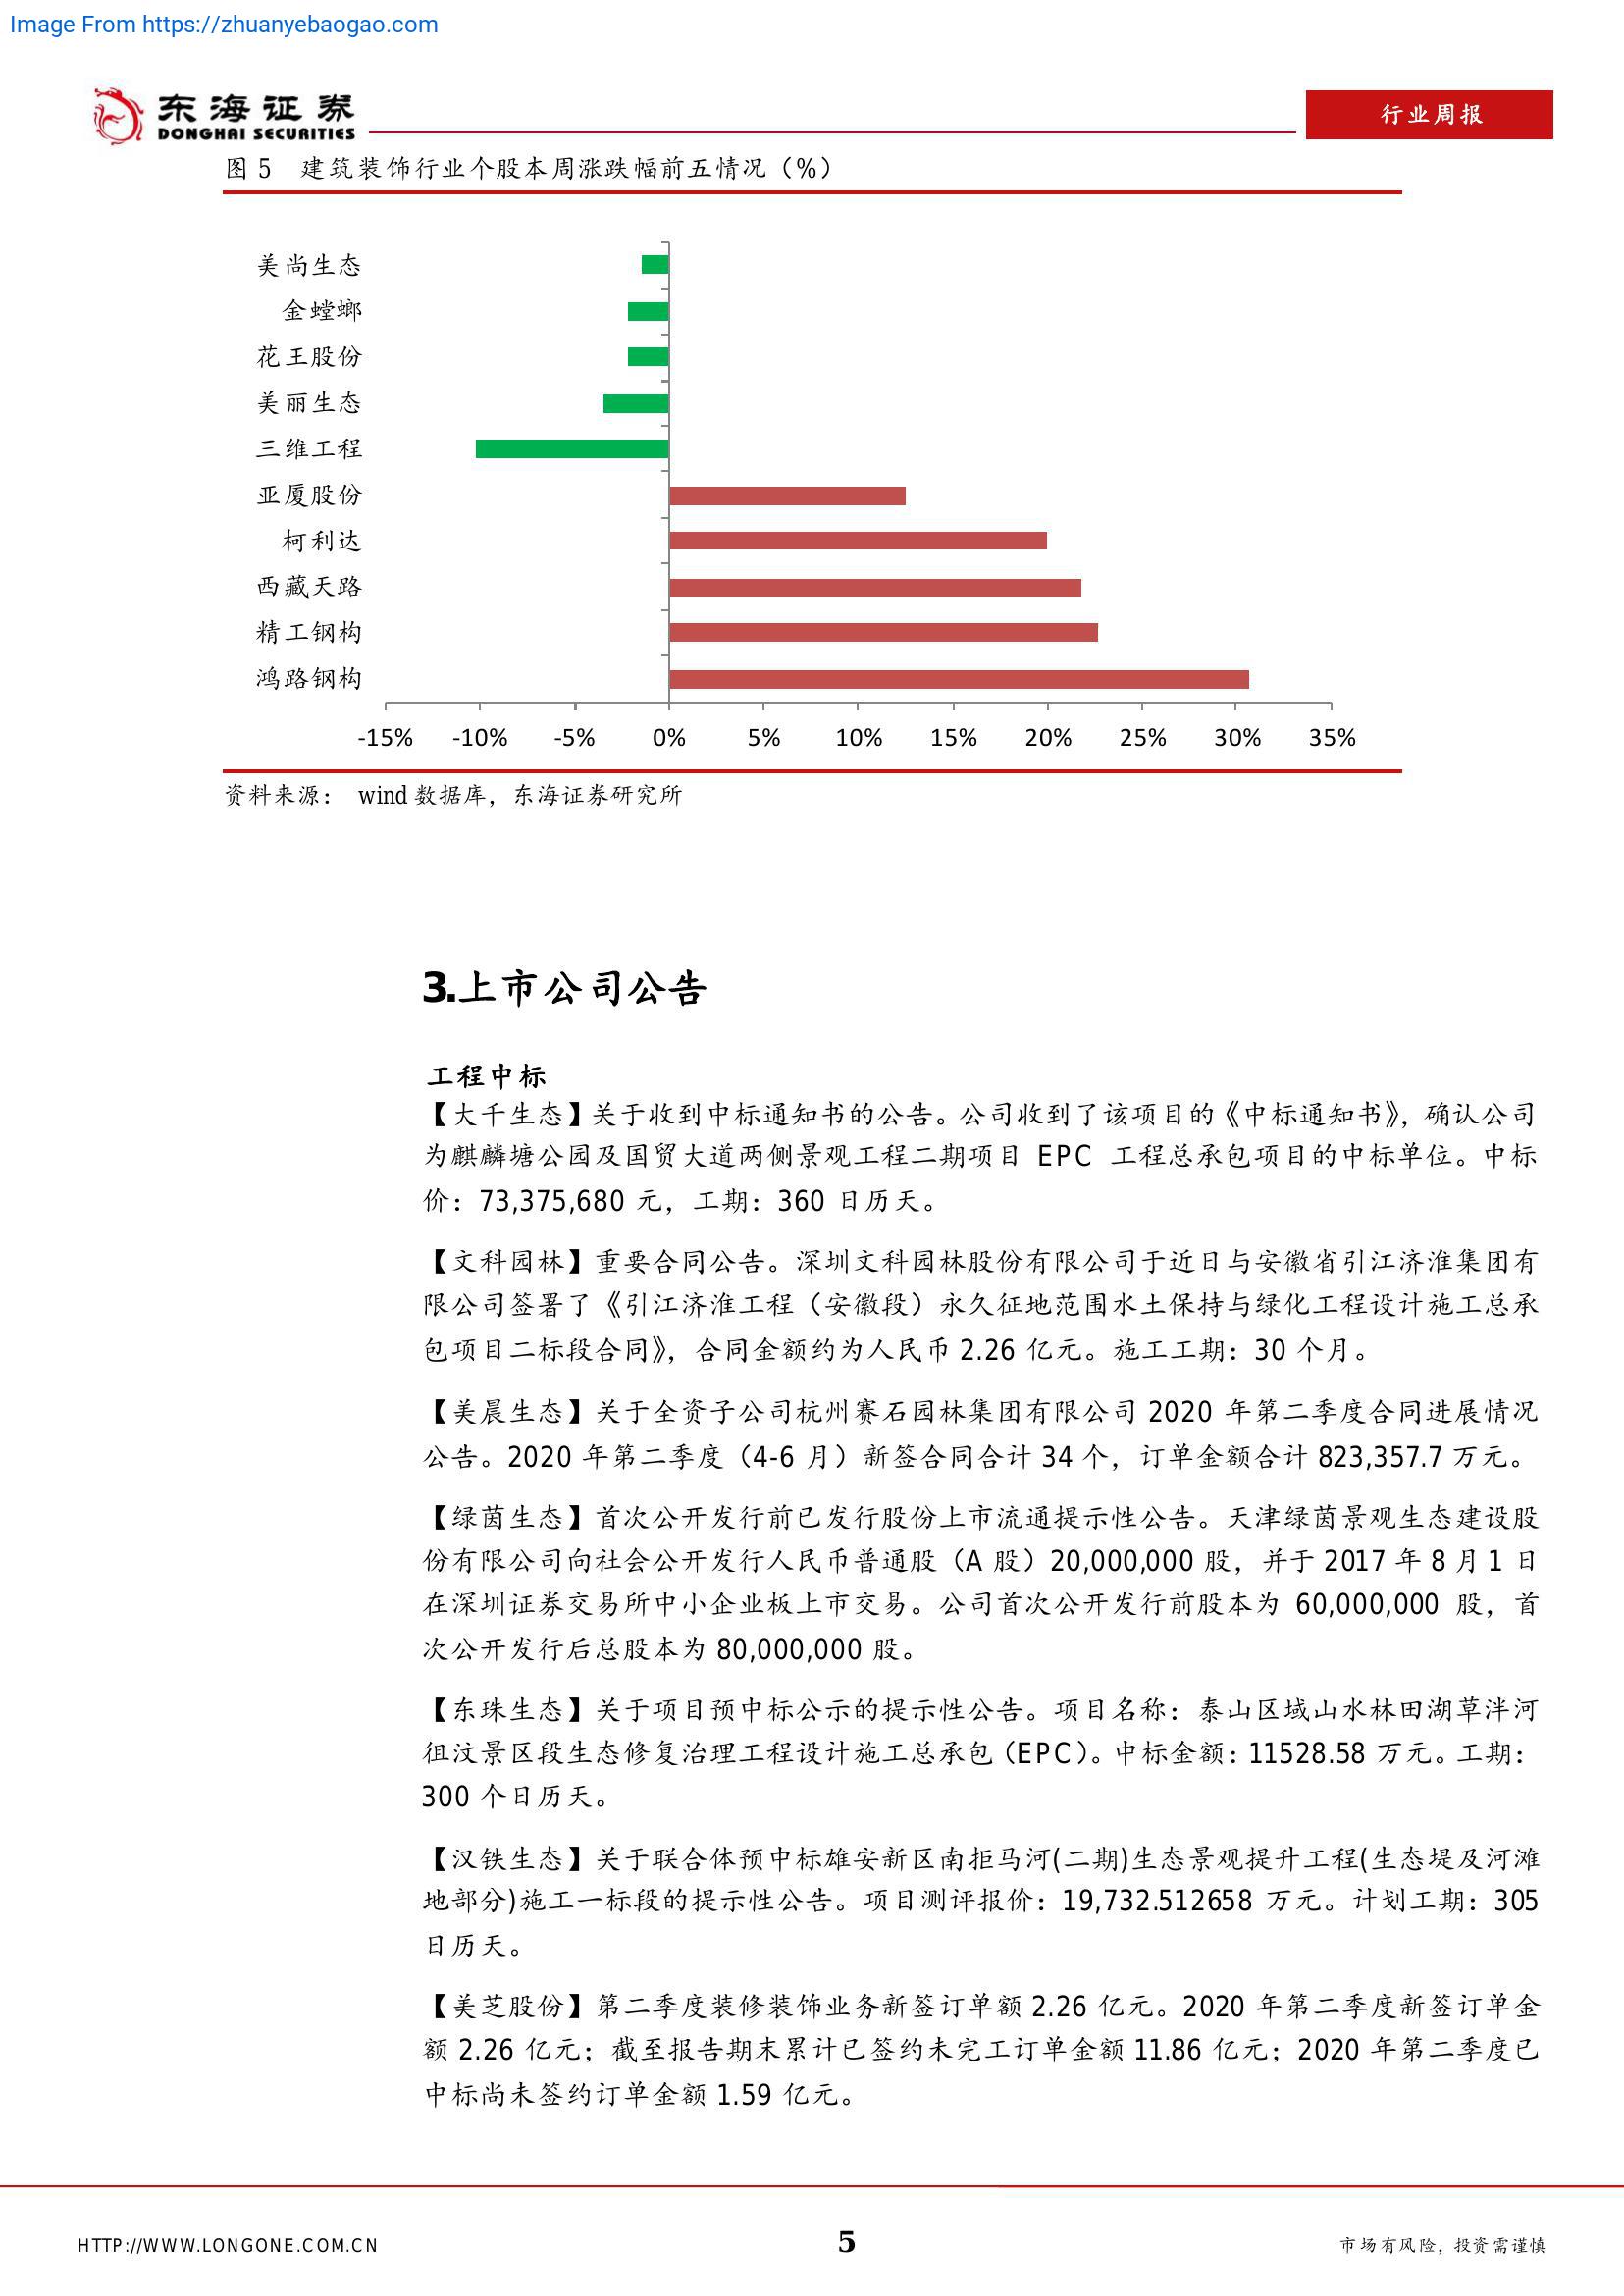 Image From https://zhuanyebaogao.com
东海证券
DONGHAI SECURITIES
行业周报
图 5 建筑装饰行业个股本周涨跌幅前五情况（%）
美尚生态
金螳螂
花王股份
美丽生态
三维工程
亚厦股份
柯利达
西藏天路
精工钢构
鸿路钢构
-15% -10% -5% 0% 5% 10% 15% 20% 25% 30% 35%
资料来源： wind 数据库，东海证券研究所
3.上市公司公告
工程中标
【大千生态】关于收到中标通知书的公告。公司收到了该项目的《中标通知书》，确认公司
为麒麟塘公园及国贸大道两侧景观工程二期项目 EPC 工程总承包项目的中标单位。中标
价：73,375,680 元，工期：360 日历天。
【文科园林】重要合同公告。深圳文科园林股份有限公司于近日与安徽省引江济淮集团有
限公司签署了《引江济淮工程（安徽段）永久征地范围水土保持与绿化工程设计施工总承
包项目二标段合同》，合同金额约为人民币 2.26 亿元。施工工期：30 个月。
【美晨生态】关于全资子公司杭州赛石园林集团有限公司 2020 年第二季度合同进展情况
公告。2020 年第二季度（4-6 月）新签合同合计 34 个，订单金额合计 823,357.7 万元。
【绿茵生态】首次公开发行前已发行股份上市流通提示性公告。天津绿茵景观生态建设股
份有限公司向社会公开发行人民币普通股（A 股）20,000,000 股，并于 2017 年 8 月 1 日
在深圳证券交易所中小企业板上市交易。公司首次公开发行前股本为 60,000,000 股，首
次公开发行后总股本为 80,000,000 股。
【东珠生态】关于项目预中标公示的提示性公告。项目名称：泰山区域山水林田湖草泮河
徂汶景区段生态修复治理工程设计施工总承包（EPC）。中标金额：11528.58 万元。工期：
300 个日历天。
【汉铁生态】关于联合体预中标雄安新区南拒马河(二期)生态景观提升工程(生态堤及河滩
地部分)施工一标段的提示性公告。项目测评报价：19,732.512658 万元。计划工期：305
日历天。
【美芝股份】第二季度装修装饰业务新签订单额 2.26 亿元。2020 年第二季度新签订单金
额 2.26 亿元；截至报告期末累计已签约未完工订单金额 11.86 亿元；2020 年第二季度已
中标尚未签约订单金额 1.59 亿元。
HTTP://WWW.LONGONE.COM.CN
5
市场有风险，投资需谨慎